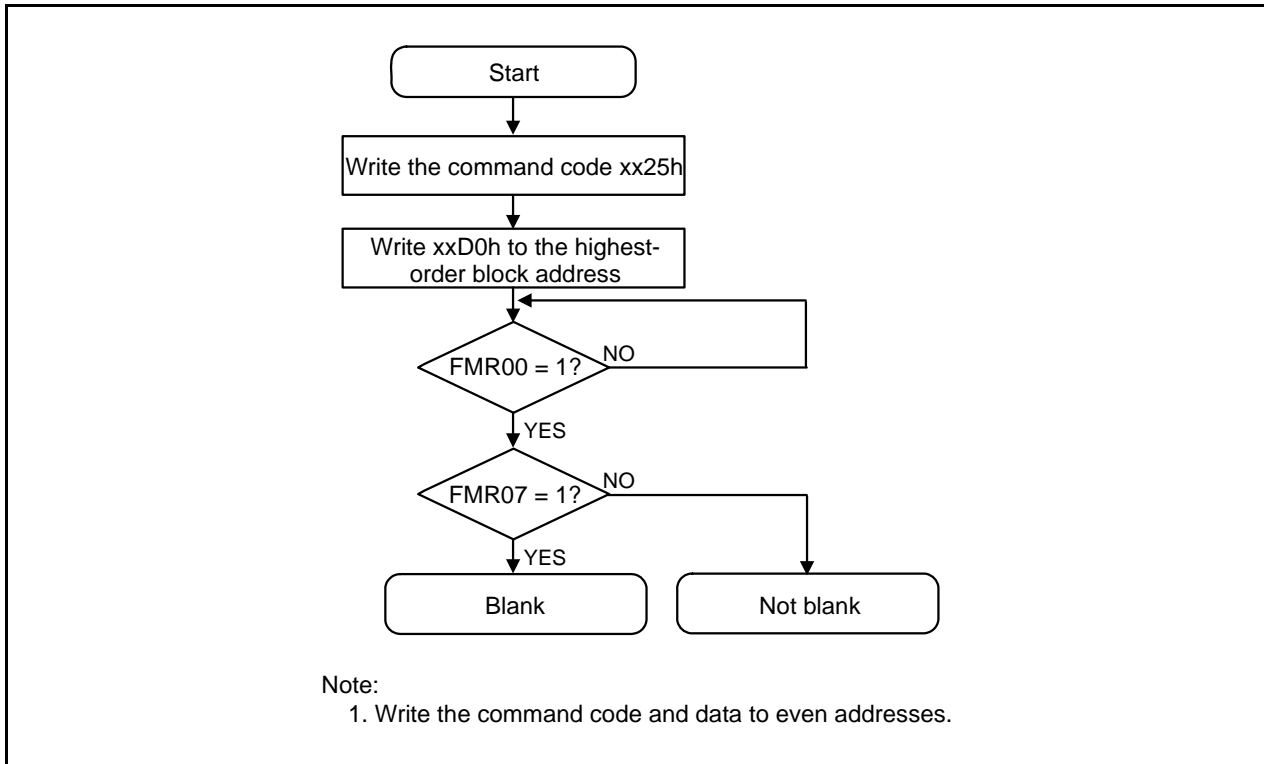 Start
Write the command code xx25h
Write xxD0h to the highest-
order block address
FMR00 = 1?
NO
YES
FMR07 = 1?
NO
YES
Blank
Not blank
Note:
1. Write the command code and data to even addresses.